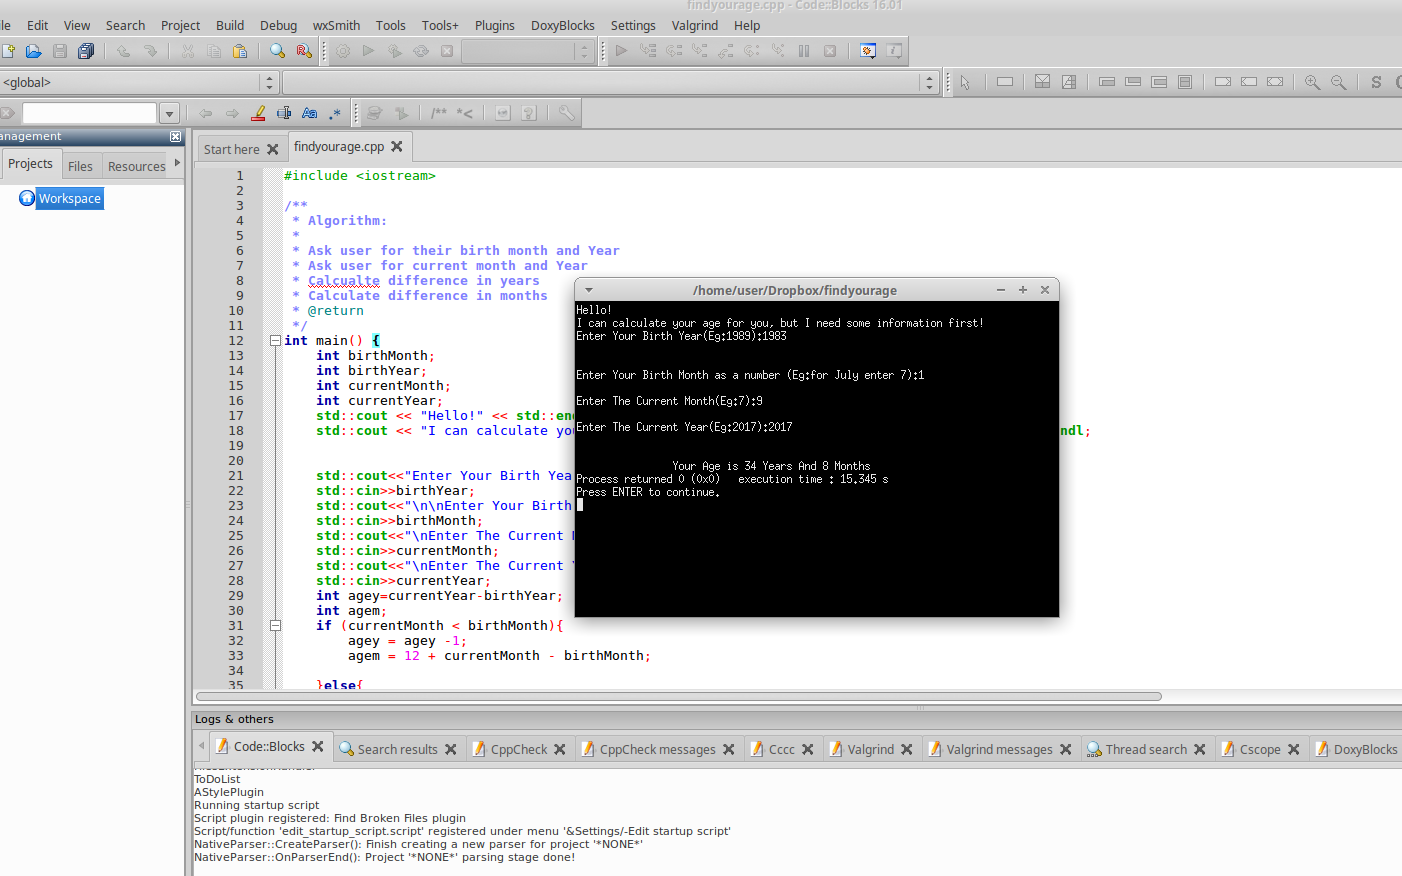 findyourage.cpp - Code::Blocks 16.01
Edit View Search Project Build Debug wxSmith Tools Tools+ Plugins DoxyBlocks Settings Valgrind Help
<global>
Projects Files Resources
Workspace
Start here findyourage.cpp
1 #include <iostream>
2
3 /**
4 * Algorithm:
5 *
6 * Ask user for their birth month and Year
7 * Ask user for current month and Year
8 * Calcualte difference in years
9 * Calculate difference in months
10 * @return
11 */
12 int main() {
13 int birthMonth;
14 int birthYear;
15 int currentMonth;
16 int currentYear;
17 std::cout << "Hello!" << std::en
18 std::cout << "I can calculate yo ndl;
19
20
21 std::cout<<"Enter Your Birth Yea
22 std::cin>>birthYear;
23 std::cout<<"\n\nEnter Your Birth
24 std::cin>>birthMonth;
25 std::cout<<"\nEnter The Current
26 std::cin>>currentMonth;
27 std::cout<<"\nEnter The Current
28 std::cin>>currentYear;
29 int agey=currentYear-birthYear;
30 int agem;
31 if (currentMonth < birthMonth){
32 agey = agey -1;
33 agem = 12 + currentMonth - birthMonth;
34
35 }else{
/home/user/Dropbox/findyourage
Hello!
I can calculate your age for you, but I need some information first!
Enter Your Birth Year(Eg:1989):1983
Enter Your Birth Month as a number (Eg:for July enter 7):1
Enter The Current Month(Eg:7):9
Enter The Current Year(Eg:2017):2017
Your Age is 34 Years And 8 Months
Process returned 0 (0x0) execution time : 15.345 s
Press ENTER to continue.
Logs & others
Code::Blocks Search results CppCheck CppCheck messages Cccc Valgrind Valgrind messages Thread search Cscope DoxyBlocks
ToDoList
AStylePlugin
Running startup script
Script plugin registered: Find Broken Files plugin
Script/function 'edit_startup_script.script' registered under menu '&Settings/-Edit startup script'
NativeParser::CreateParser(): Finish creating a new parser for project '*NONE*'
NativeParser::OnParserEnd(): Project '*NONE*' parsing stage done!